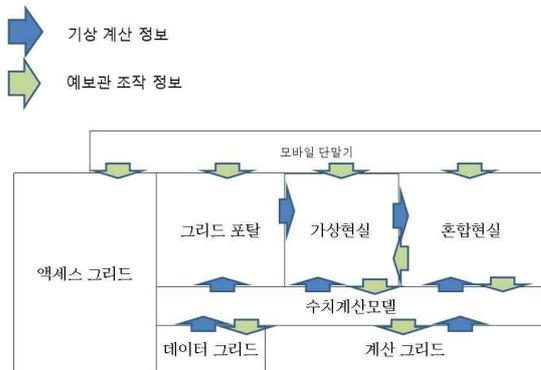 기상 계산 정보
예보관 조작 정보
모바일 단말기
그리드 포탈
가상현실
혼합현실
액세스 그리드
수치계산모델
데이터 그리드
계산 그리드